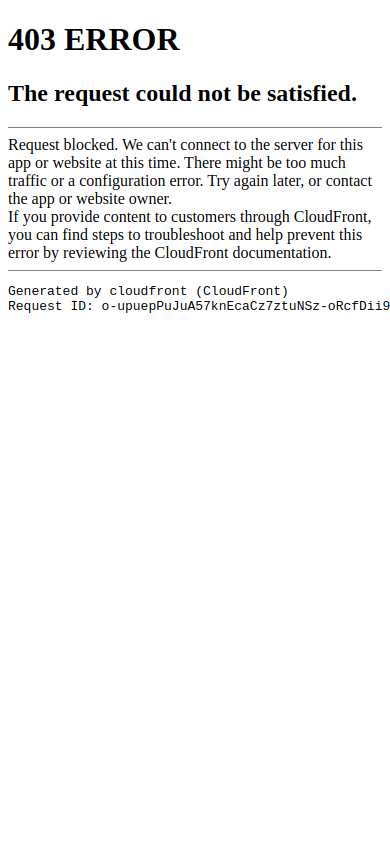 403 ERROR
The request could not be satisfied.
Request blocked. We can't connect to the server for this
app or website at this time. There might be too much
traffic or a configuration error. Try again later, or contact
the app or website owner.
If you provide content to customers through CloudFront,
you can find steps to troubleshoot and help prevent this
error by reviewing the CloudFront documentation.
Generated by cloudfront (CloudFront)
Request ID: o-upuepPuJuA57knEcaCz7ztuNSz-oRcfDii9